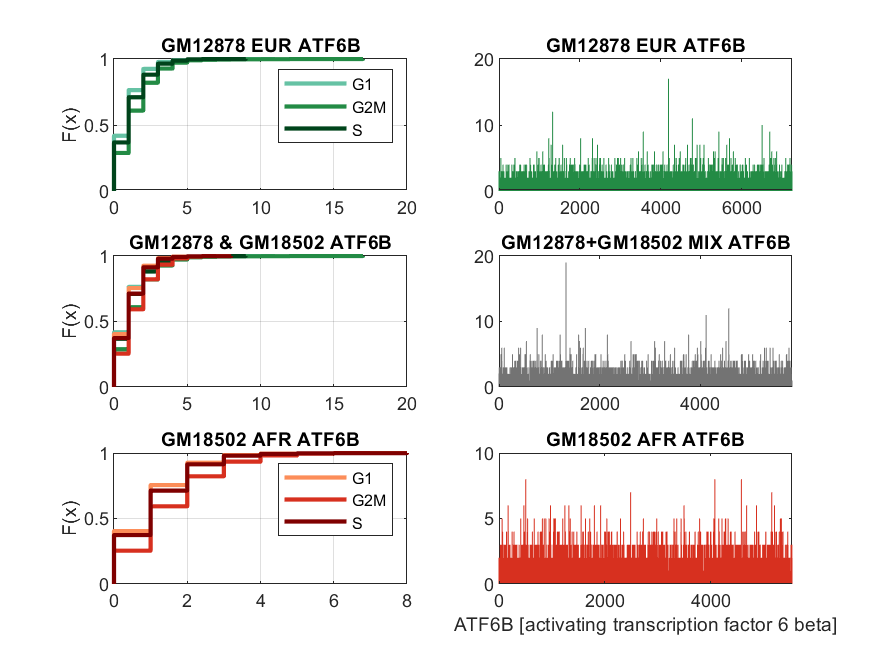 GM12878 EUR ATF6B
F(x)
1
0.5
0
0 5 10 15 20
G1
G2M
S
GM12878 EUR ATF6B
20
10
0
0 2000 4000 6000
GM12878 & GM18502 ATF6B
F(x)
1
0.5
0
0 5 10 15 20
GM12878+GM18502 MIX ATF6B
20
10
0
0 2000 4000
GM18502 AFR ATF6B
F(x)
1
0.5
0
0 2 4 6 8
G1
G2M
S
GM18502 AFR ATF6B
10
5
0
0 2000 4000
ATF6B [activating transcription factor 6 beta]